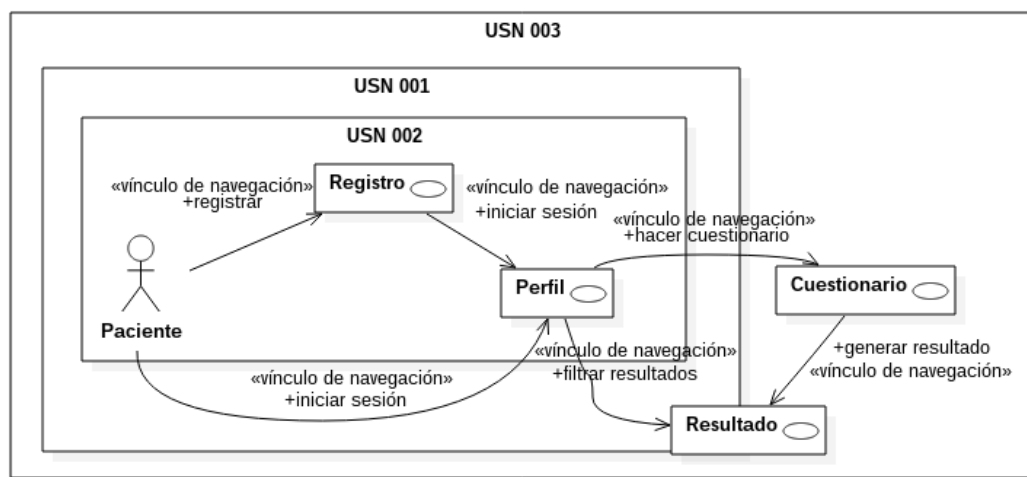 USN 003
USN 001
USN 002
«vínculo de navegación»
+registrar
Registro
«vínculo de navegación»
+iniciar sesión
«vínculo de navegación»
+hacer cuestionario
Paciente
Perfil
Cuestionario
«vínculo de navegación»
+iniciar sesión
«vínculo de navegación»
+filtrar resultados
+generar resultado
«vínculo de navegación»
Resultado